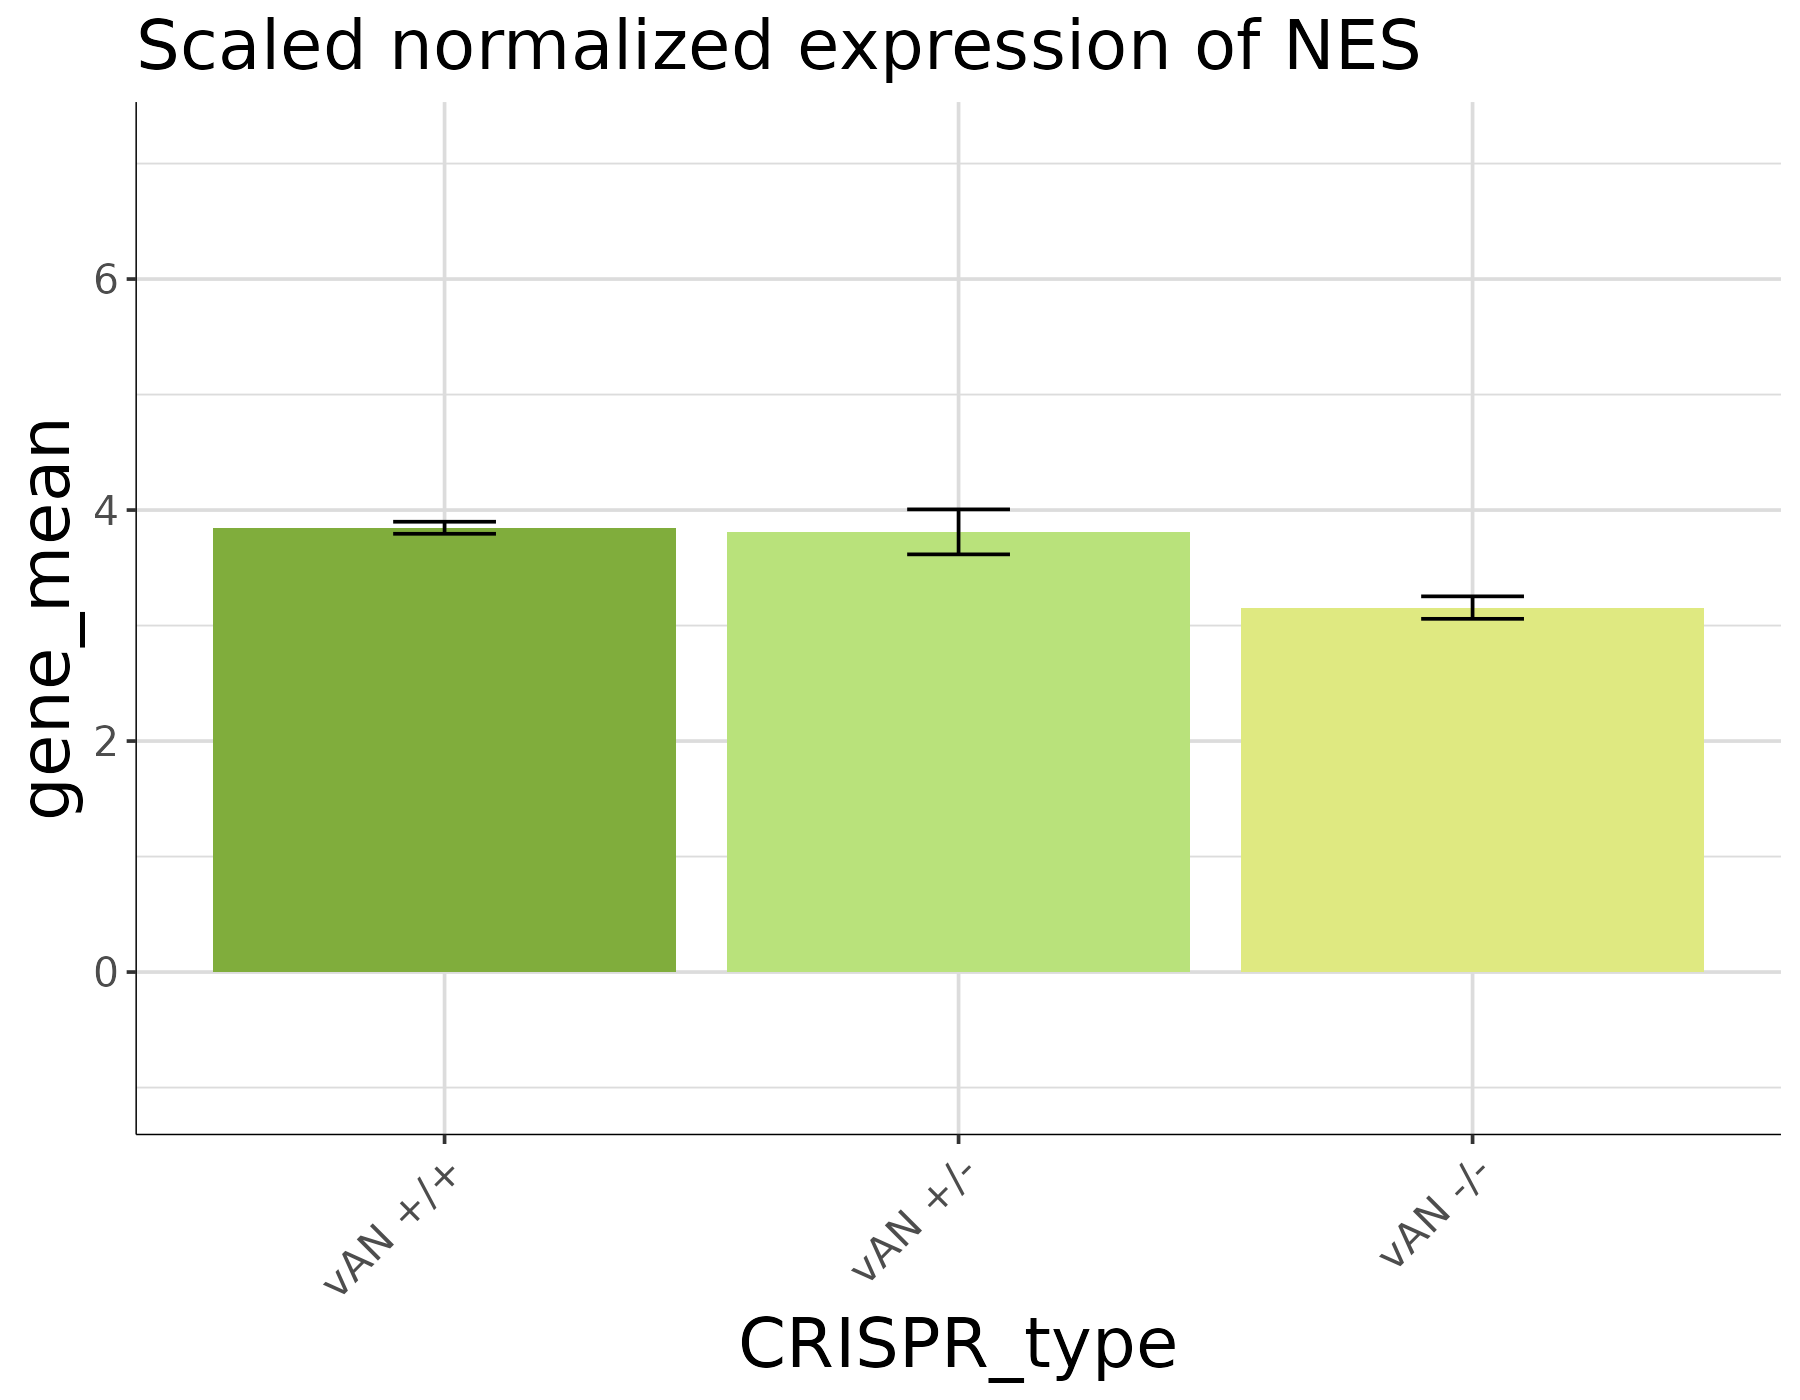 Scaled normalized expression of NES
gene_mean
6
4
2
0
vAN +/+
vAN +/-
vAN -/-
CRISPR_type